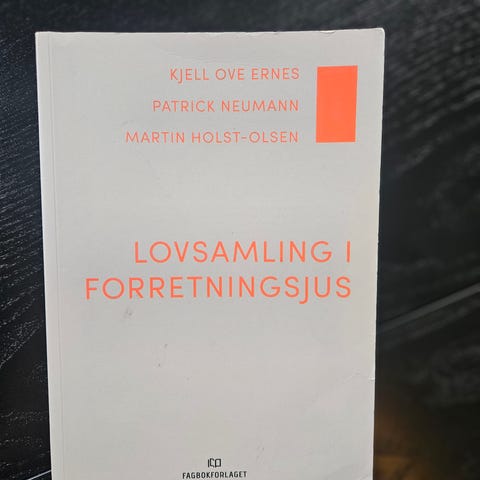 KJELL OVE ERNES
PATRICK NEUMANN
MARTIN HOLST-OLSEN
LOVSAMLING I
FORRETNINGSJUS
FAGBOKFORLAGET